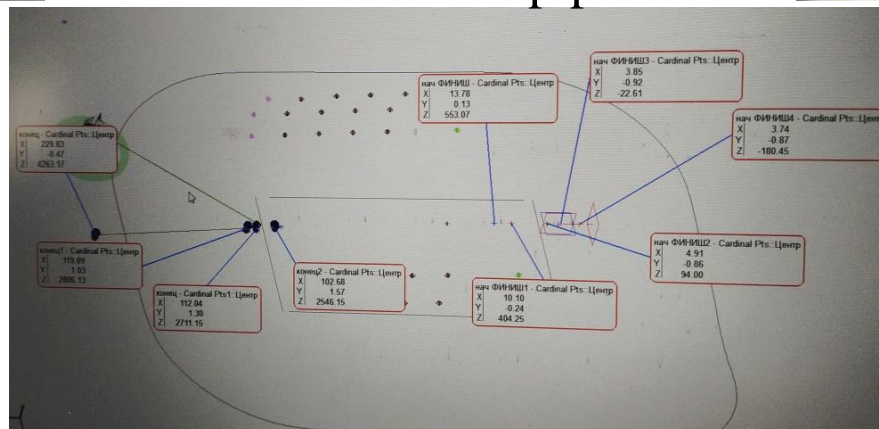 нач ФИНИШ - Cardinal Pts::Центр
X 13.78
Y 0.13
Z 553.07
нач ФИНИШ3 - Cardinal Pts::Центр
X 3.85
Y -0.92
Z -22.61
нач ФИНИШ4 - Cardinal Pts::Цент
X 3.74
Y -0.87
Z -180.45
конец - Cardinal Pts::Центр
X 229.83
Y -0.42
Z 4263.17
конец1 - Cardinal Pts::Центр
X 119.89
Y 1.03
Z 2886.13
конец - Cardinal Pts1::Центр
X 112.04
Y 1.30
Z 2711.15
конец2 - Cardinal Pts::Центр
X 102.68
Y 1.57
Z 2546.15
нач ФИНИШ1 - Cardinal Pts::Центр
X 10.10
Y -0.24
Z 404.25
нач ФИНИШ2 - Cardinal Pts::Центр
X 4.91
Y -0.86
Z 94.00